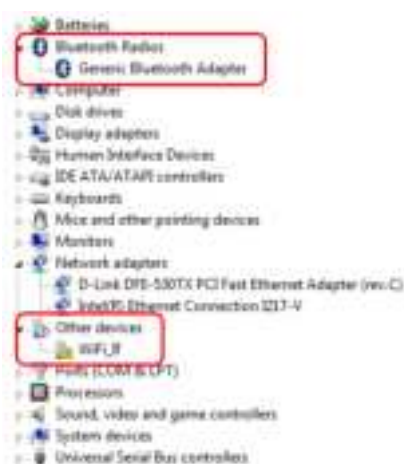 Batteries
Bluetooth Radios
Generic Bluetooth Adapter
Computer
Disk drives
Display adapters
Human Interface Devices
IDE ATA/ATAPI controllers
Keyboards
Mice and other pointing devices
Monitors
Network adapters
D-Link DFE-530TX PCI Fast Ethernet Adapter (rev.C)
Intel(R) Ethernet Connection I217-V
Other devices
WiFi_If
Ports (COM & LPT)
Processors
Sound, video and game controllers
System devices
Universal Serial Bus controllers